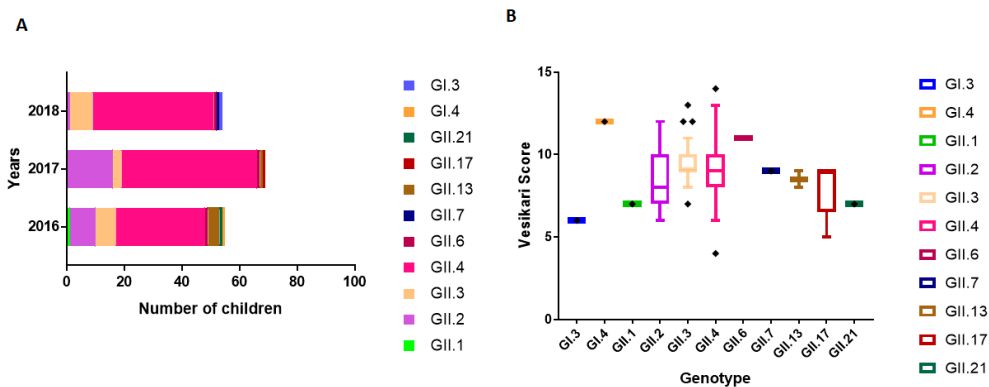 A
Years
2018
2017
2016
0
20
40
60
80
100
Number of children
GI.3
GI.4
GII.21
GII.17
GII.13
GII.7
GII.6
GII.4
GII.3
GII.2
GII.1
B
Vesikari Score
15
10
5
0
GI.3
GI.4
GII.1
GII.2
GII.3
GII.4
GII.6
GII.7
GII.13
GII.17
GII.21
Genotype
GI.3
GI.4
GII.1
GII.2
GII.3
GII.4
GII.6
GII.7
GII.13
GII.17
GII.21